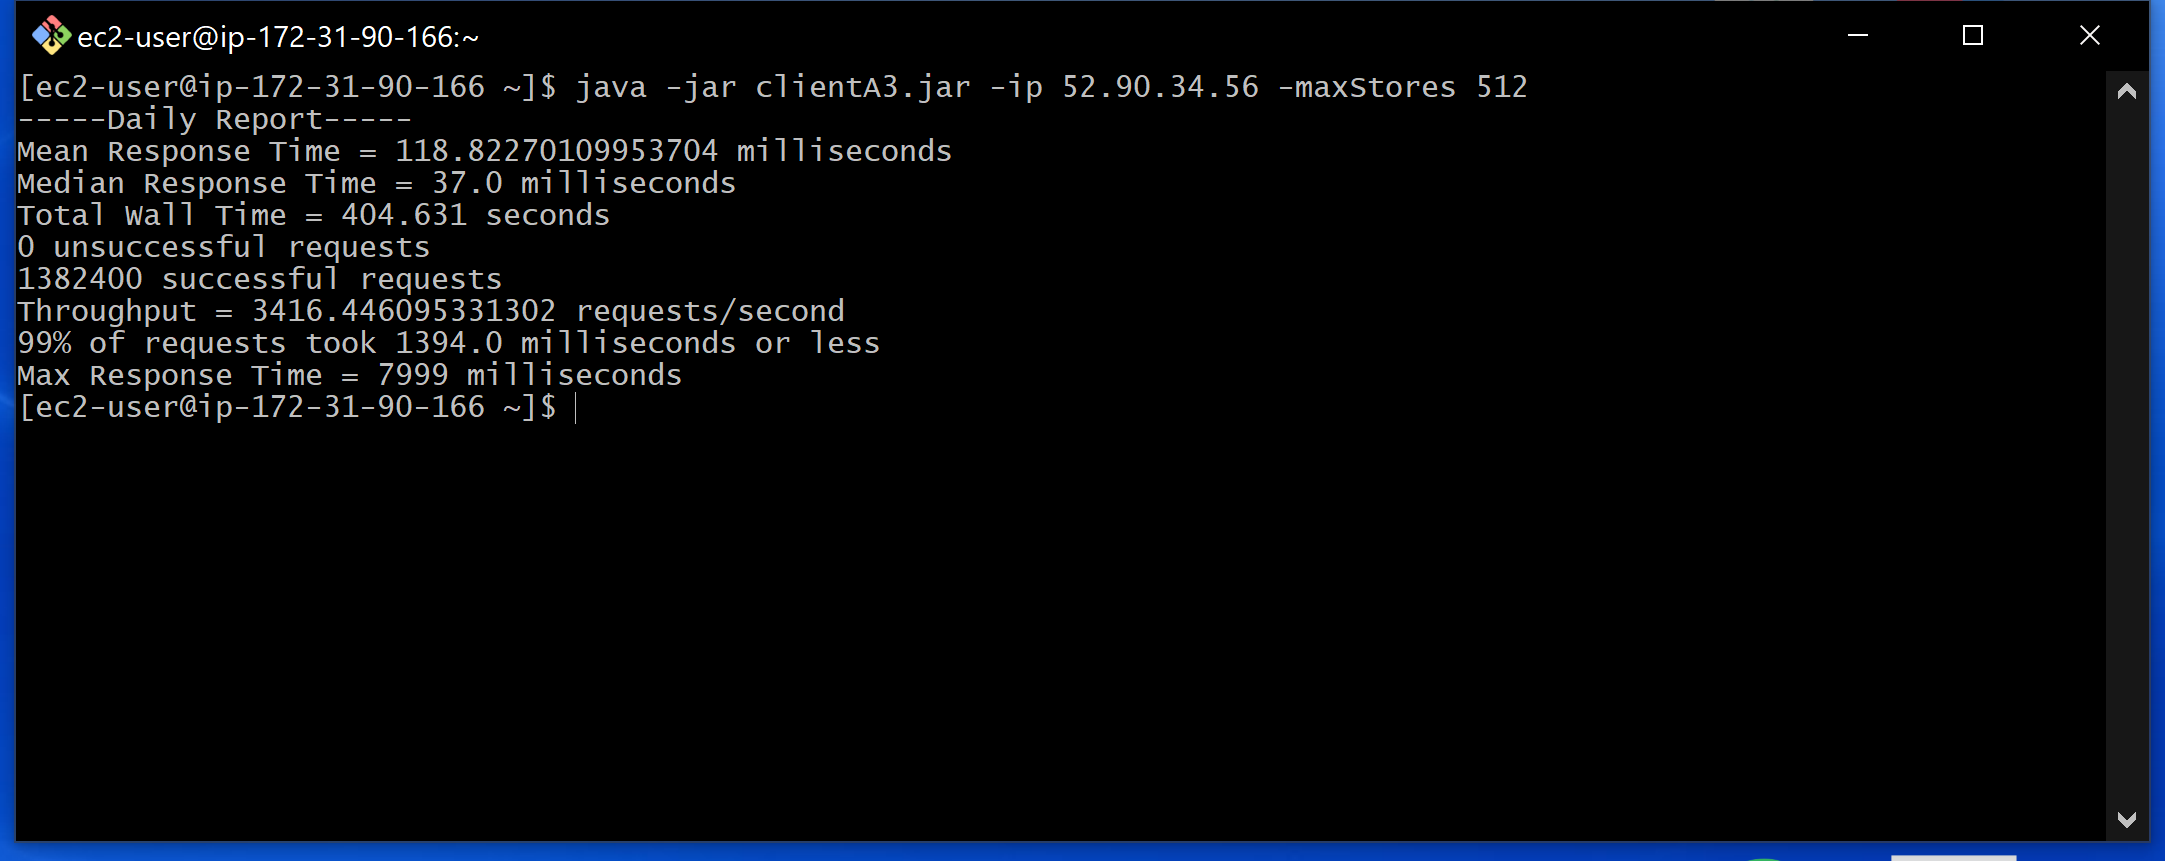 ec2-user@ip-172-31-90-166:~
[ec2-user@ip-172-31-90-166 ~]$ java -jar clientA3.jar -ip 52.90.34.56 -maxStores 512
-----Daily Report-----
Mean Response Time = 118.82270109953704 milliseconds
Median Response Time = 37.0 milliseconds
Total Wall Time = 404.631 seconds
0 unsuccessful requests
1382400 successful requests
Throughput = 3416.446095331302 requests/second
99% of requests took 1394.0 milliseconds or less
Max Response Time = 7999 milliseconds
[ec2-user@ip-172-31-90-166 ~]$